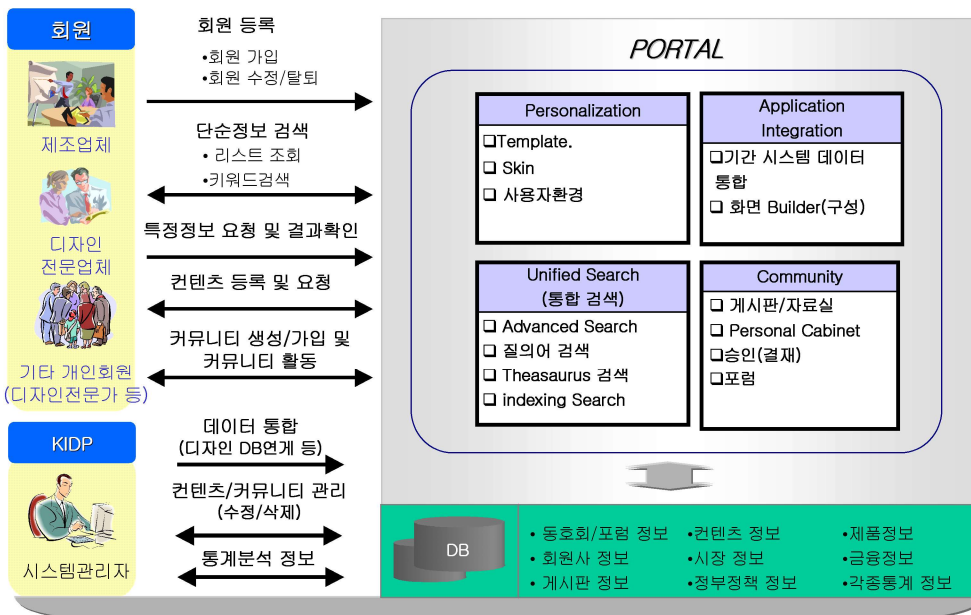 회원
제조업체
디자인
전문업체
기타 개인회원
(디자인전문가 등)
KIDP
시스템관리자
회원 등록
•회원 가입
•회원 수정/탈퇴
단순정보 검색
• 리스트 조회
•키워드검색
특정정보 요청 및 결과확인
컨텐츠 등록 및 요청
커뮤니티 생성/가입 및
커뮤니티 활동
데이터 통합
(디자인 DB연계 등)
컨텐츠/커뮤니티 관리
(수정/삭제)
통계분석 정보
PORTAL
Personalization
❑Template.
❑ Skin
❑ 사용자환경
Application
Integration
❑기간 시스템 데이터
통합
❑ 화면 Builder(구성)
Unified Search
(통합 검색)
❑ Advanced Search
❑ 질의어 검색
❑ Theasaurus 검색
❑ indexing Search
Community
❑ 게시판/자료실
❑ Personal Cabinet
❑승인(결재)
❑포럼
DB
• 동호회/포럼 정보
• 회원사 정보
• 게시판 정보
•컨텐츠 정보
•시장 정보
•정부정책 정보
•제품정보
•금융정보
•각종통계 정보